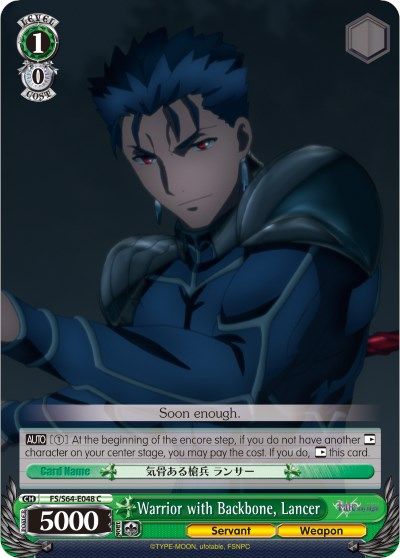 LEVEL
1
0
COST
Soon enough.
AUTO [①] At the beginning of the encore step, if you do not have another
character on your center stage, you may pay the cost. If you do, this card.
Card Name 気骨ある槍兵 ランサー
CH FS/S64-E048 C
POWER 5000 Warrior with Backbone, Lancer
Servant Weapon
©TYPE-MOON, ufotable, FSNPC